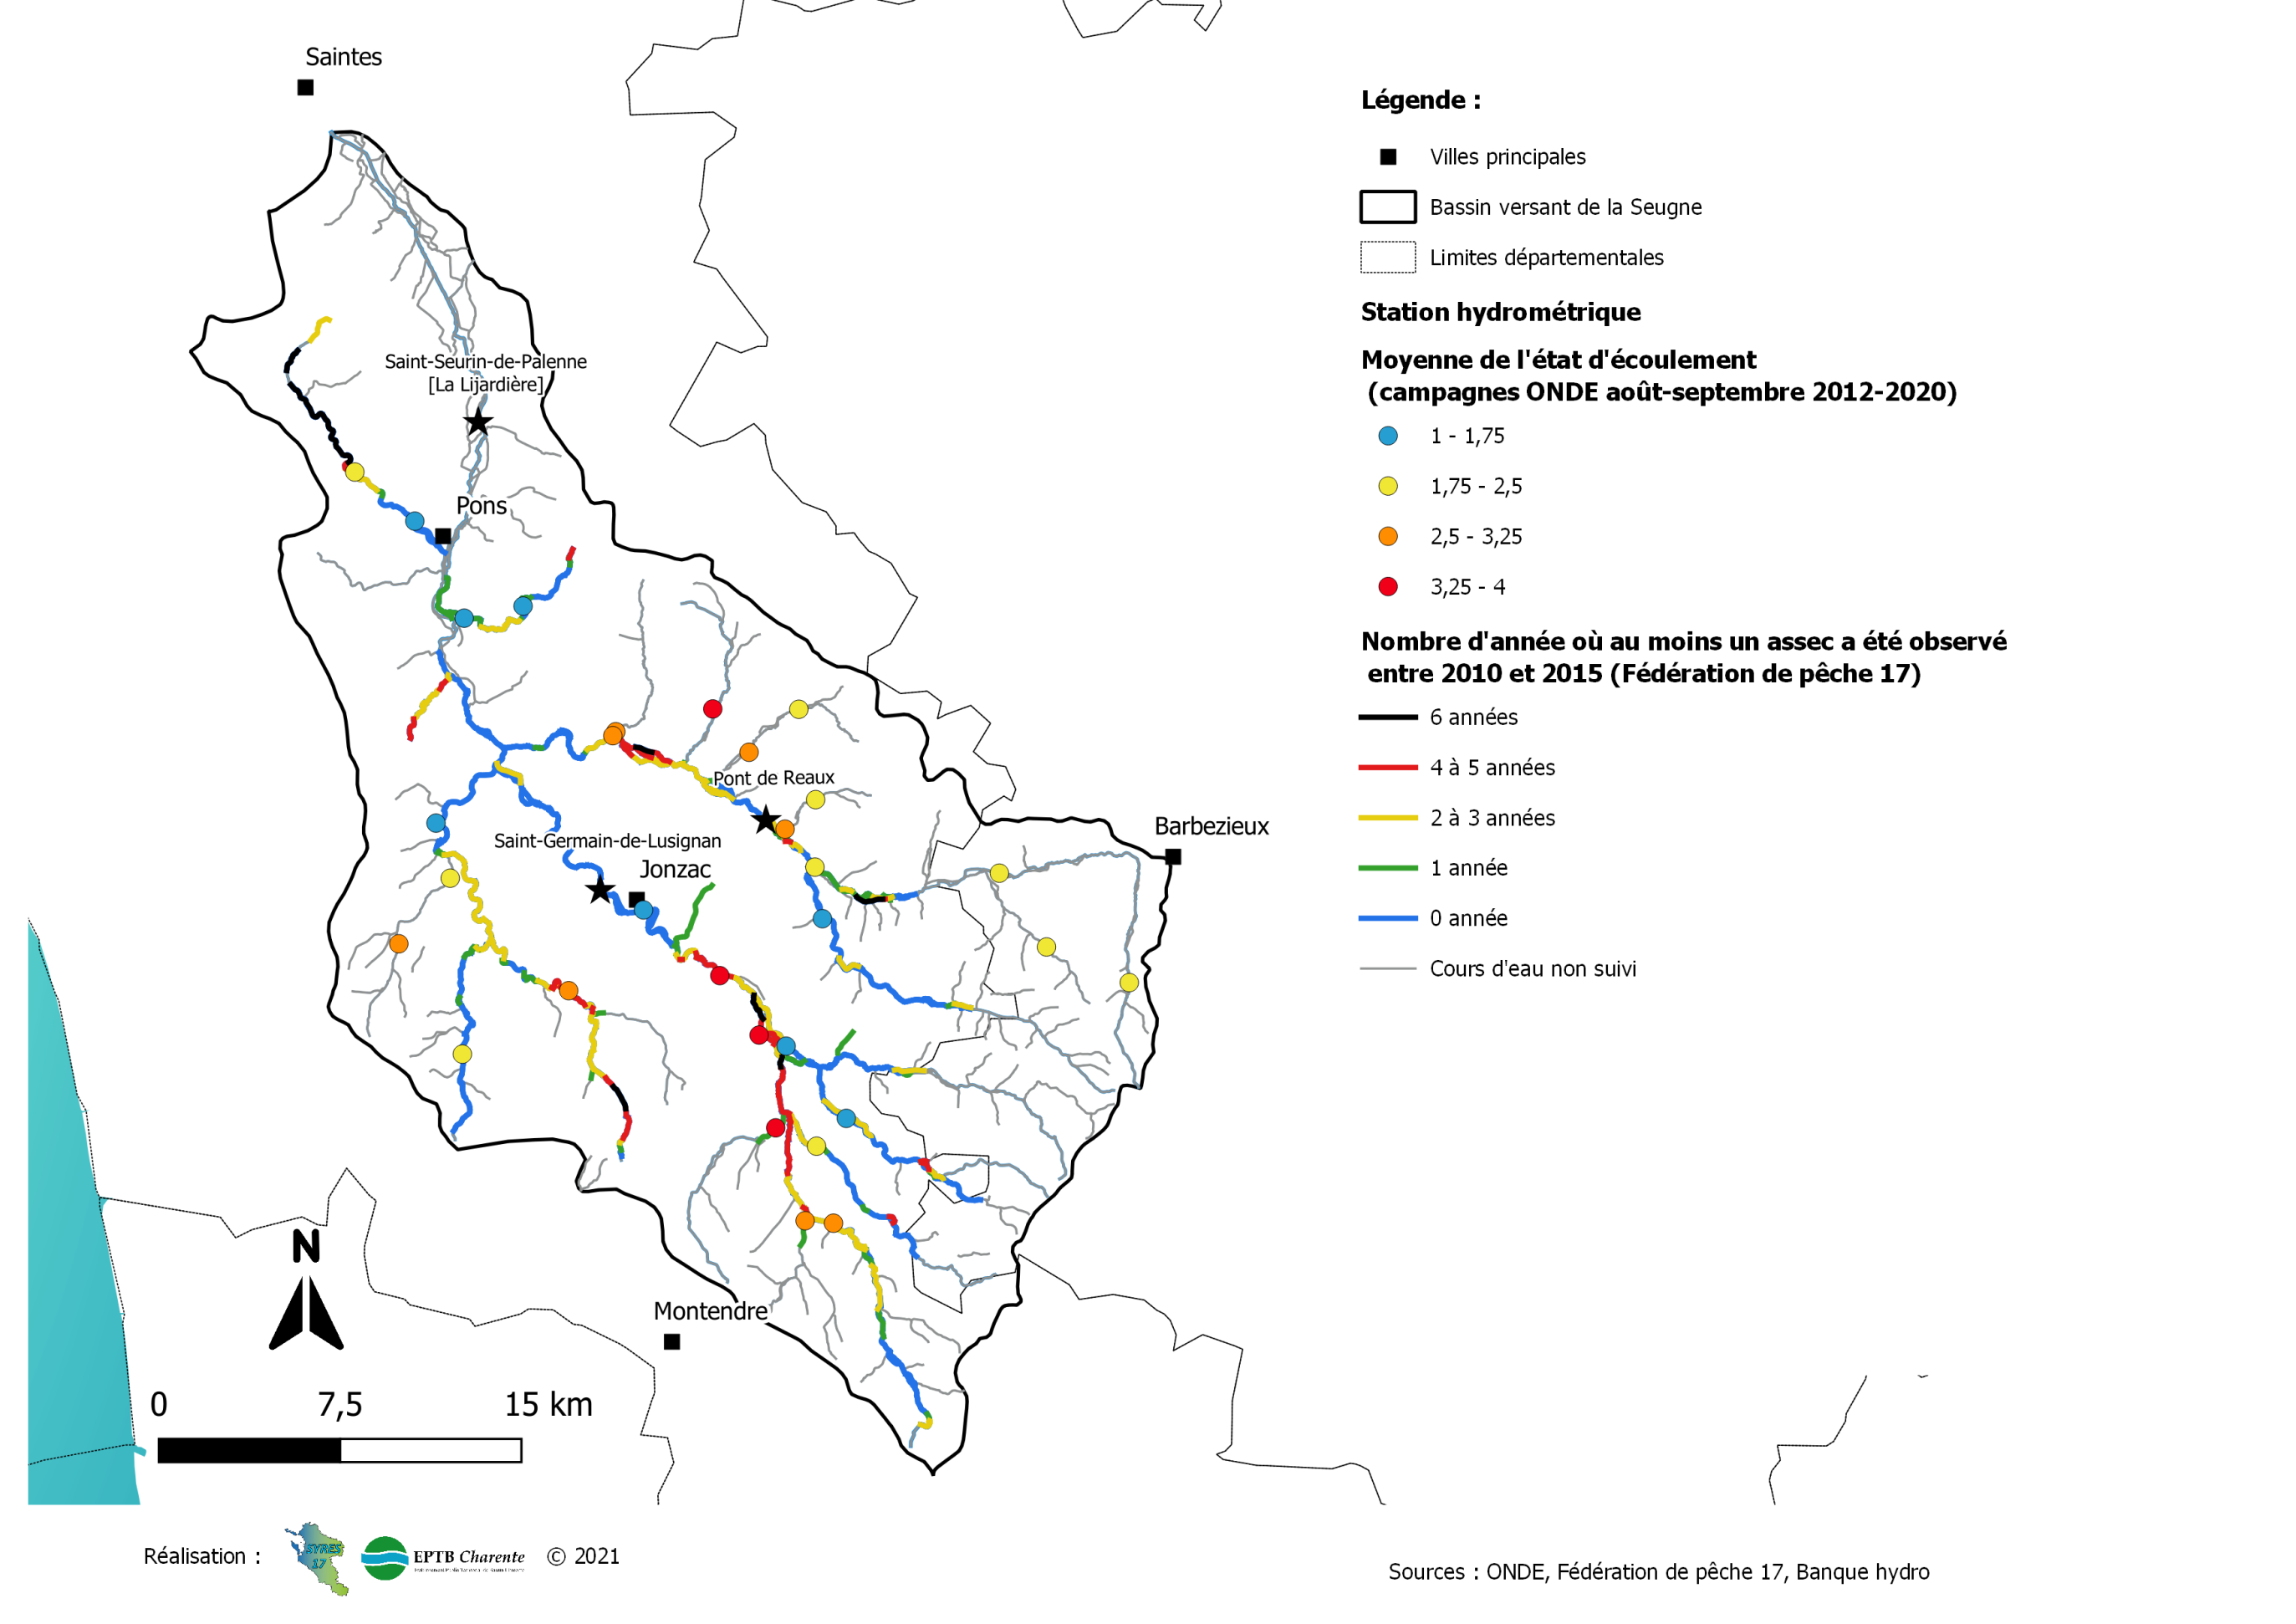 Saintes
Saint-Seurin-de-Palenne
[La Lijardière]
Pons
Pont de Reaux
Saint-Germain-de-Lusignan
Jonzac
Barbezieux
Montendre
N
0 7,5 15 km
Légende :
Villes principales
Bassin versant de la Seugne
Limites départementales
Station hydrométrique
Moyenne de l'état d'écoulement
(campagnes ONDE août-septembre 2012-2020)
1 - 1,75
1,75 - 2,5
2,5 - 3,25
3,25 - 4
Nombre d'année où au moins un assec a été observé
entre 2010 et 2015 (Fédération de pêche 17)
6 années
4 à 5 années
2 à 3 années
1 année
0 année
Cours d'eau non suivi
Réalisation :
SYRES
17
EPTB Charente
© 2021
Sources : ONDE, Fédération de pêche 17, Banque hydro